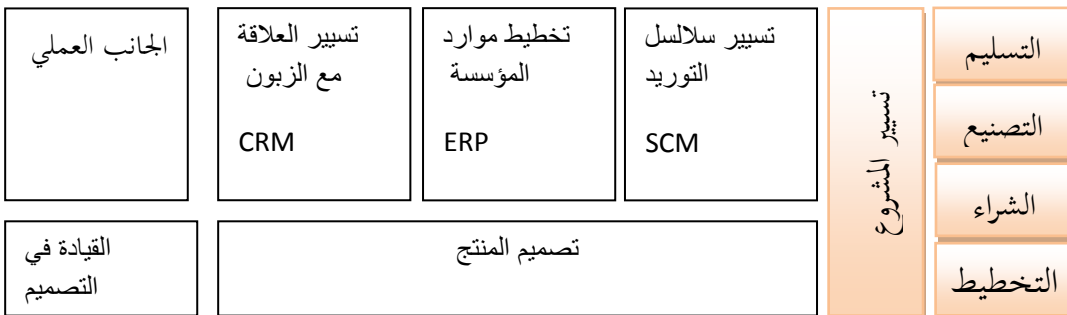 التسليم
التصنيع
الشراء
التخطيط
تسيير المشروع
تسيير سلالسل
التوريد
SCM
تخطيط موارد
المؤسسة
ERP
تسيير العلاقة
مع الزبون
CRM
الجانب العملي
تصميم المنتج
القيادة في
التصميم